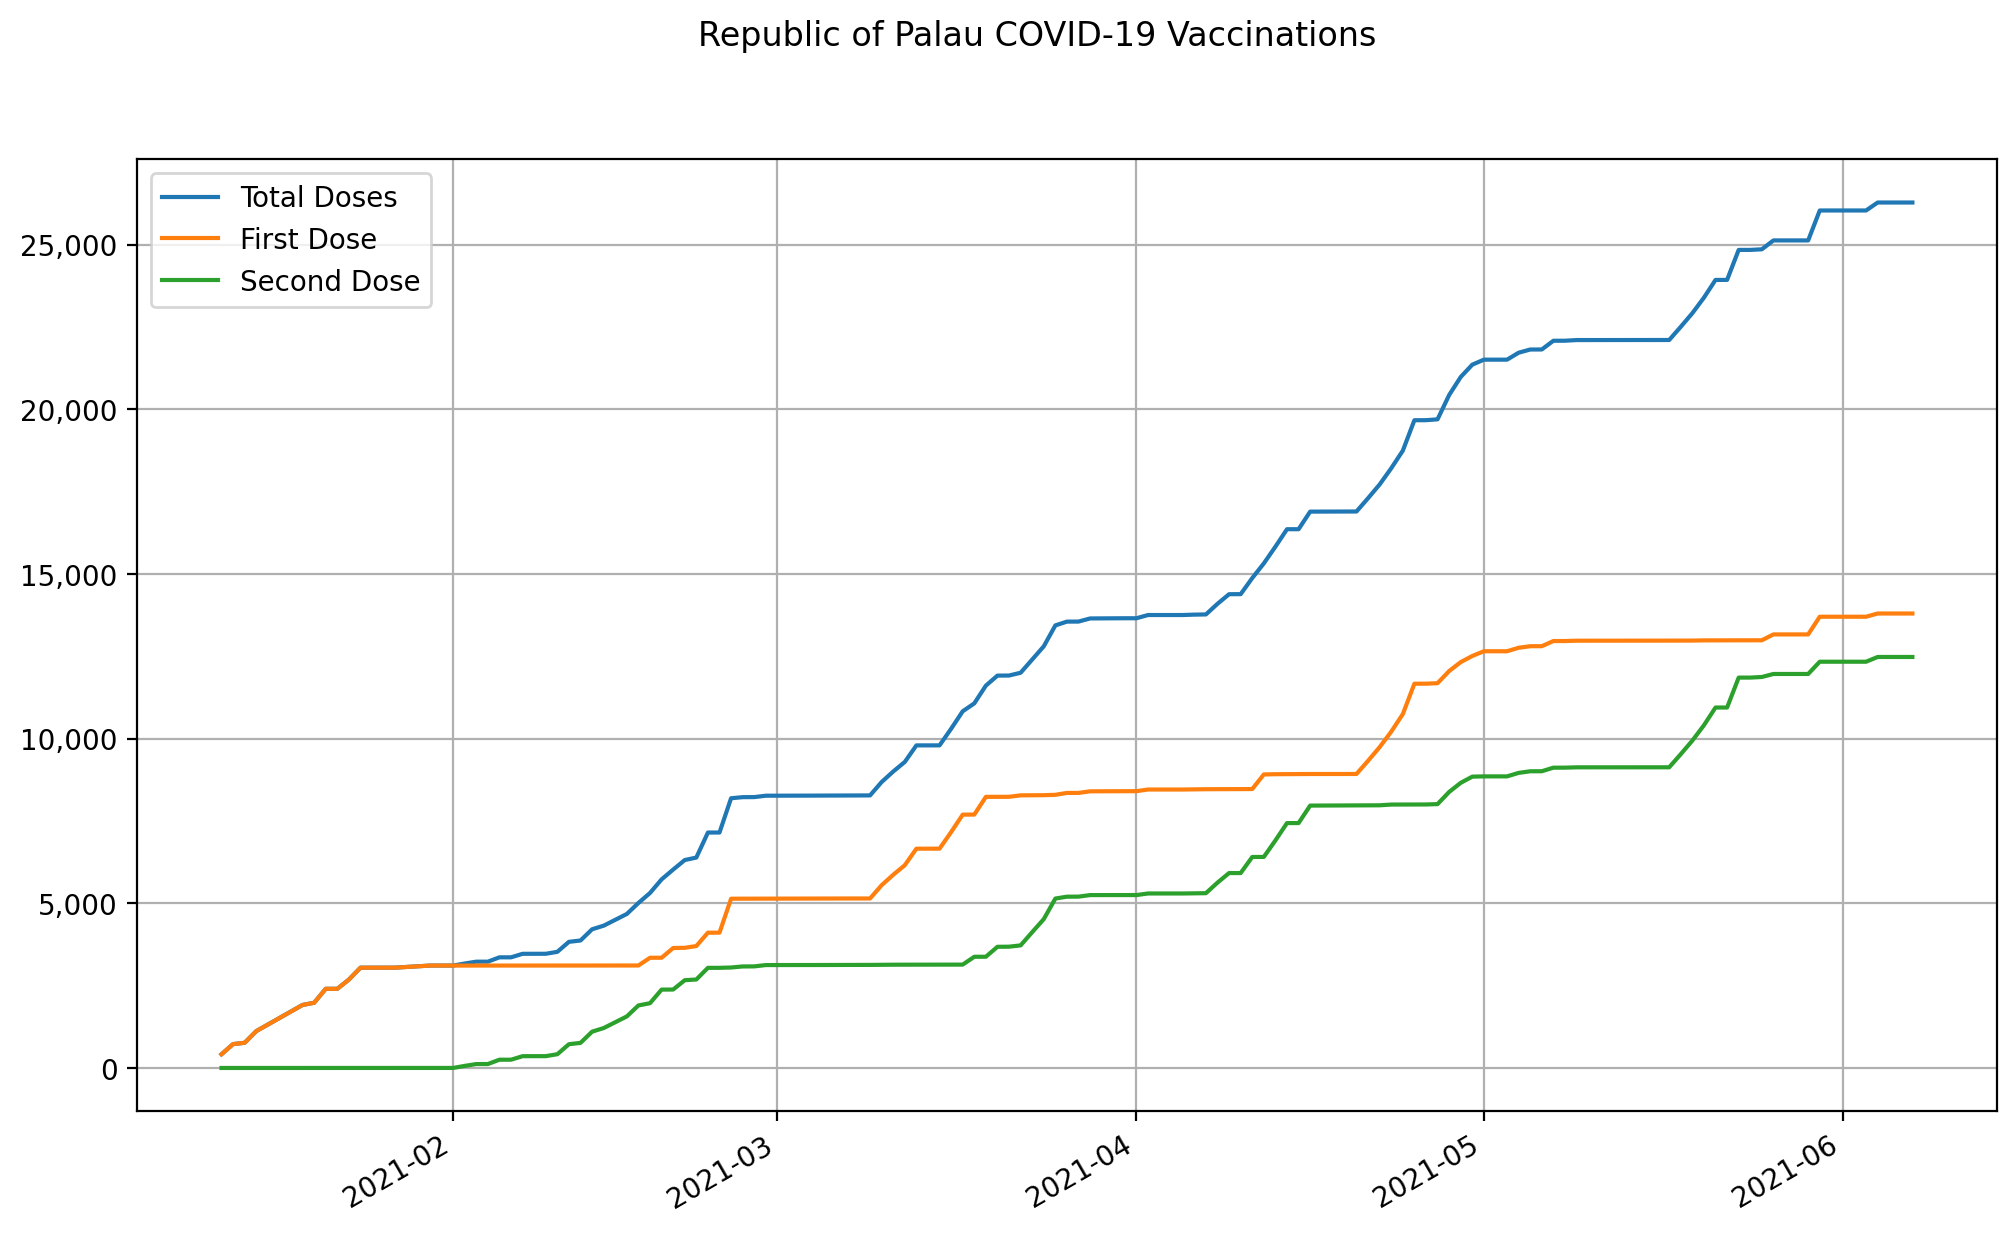 Republic of Palau COVID-19 Vaccinations
Total Doses
First Dose
Second Dose
25,000
20,000
15,000
10,000
5,000
0
2021-02
2021-03
2021-04
2021-05
2021-06